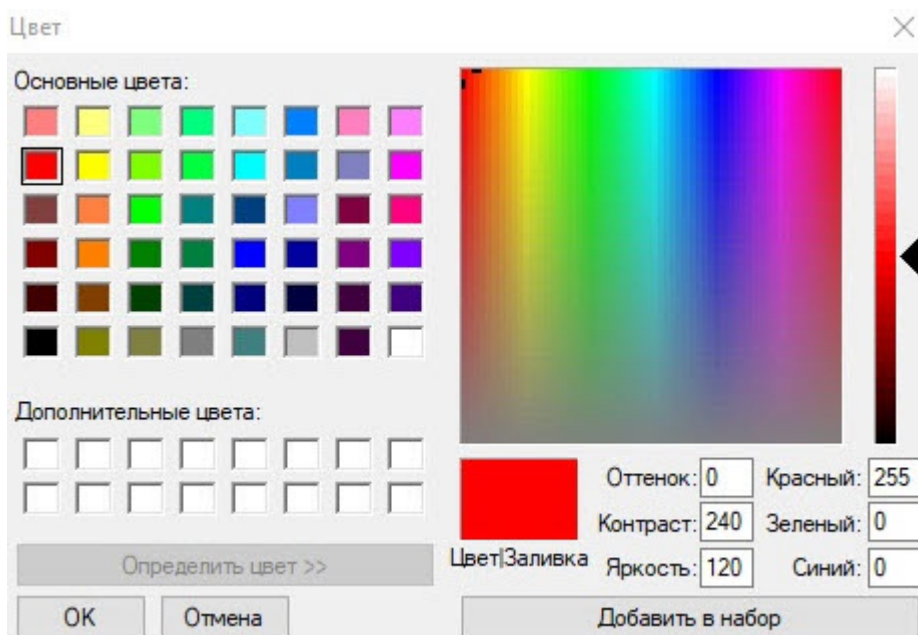 Цвет
Основные цвета:
Дополнительные цвета:
Определить цвет >>
OK
Отмена
Цвет|Заливка
Оттенок: 0
Контраст: 240
Яркость: 120
Красный: 255
Зеленый: 0
Синий: 0
Добавить в набор